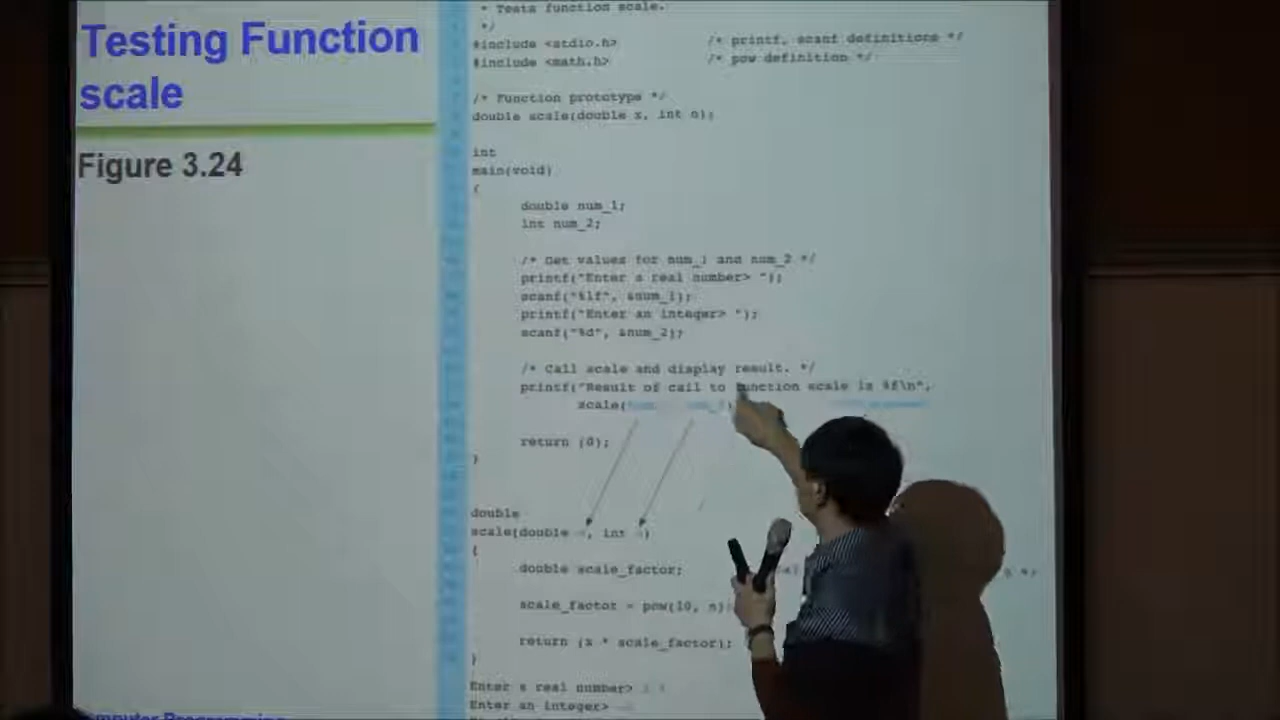 Testing Function
scale
Figure 3.24
* Tests function scale.
*/
#include <stdio.h> /* printf, scanf definitions */
#include <math.h> /* pow definition */
/* Function prototype */
double scale(double x, int n);
int
main(void)
{
double num_1;
int num_2;
/* Get values for num_1 and num_2 */
printf("Enter a real number> ");
scanf("%lf", &num_1);
printf("Enter an integer> ");
scanf("%d", &num_2);
/* Call scale and display result. */
printf("Result of call to function scale is %f\n",
scale(
return (0);
}
double
scale(double , int )
{
double scale_factor; */
scale_factor = pow(10, n);
return (x * scale_factor);
}
Enter a real number>
Enter an integer>
Computer Programming